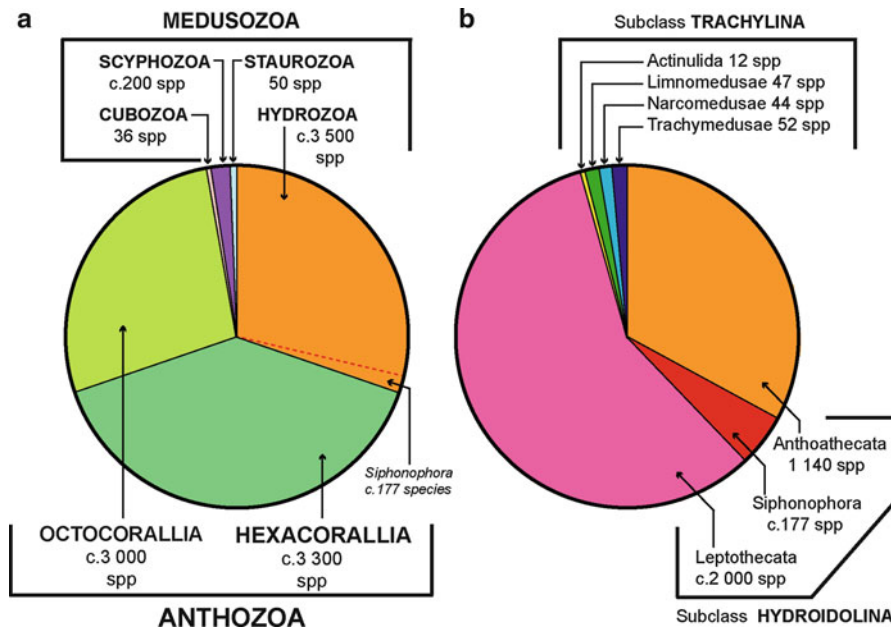 a
MEDUSOZOA
SCYPHOZOA
c.200 spp
STAUROZOA
50 spp
CUBOZOA
36 spp
HYDROZOA
c.3 500
spp
Siphonophora
c.177 species
OCTOCORALLIA
c.3 000
spp
HEXACORALLIA
c.3 300
spp
ANTHOZOA
b
Subclass TRACHYLINA
Actinulida 12 spp
Limnomedusae 47 spp
Narcomedusae 44 spp
Trachymedusae 52 spp
Anthoathecata
1 140 spp
Siphonophora
c.177 spp
Leptothecata
c.2 000 spp
Subclass HYDROIDOLINA